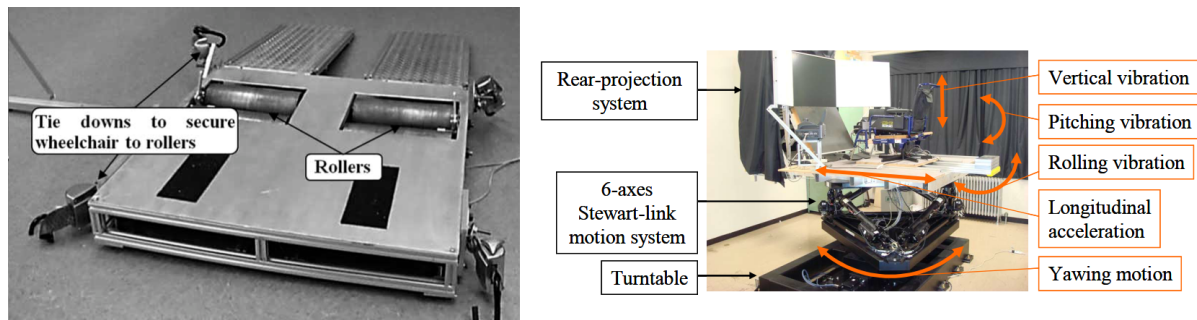 Tie downs to secure
wheelchair to rollers
Rollers
Rear-projection
system
6-axes
Stewart-link
motion system
Turntable
Vertical vibration
Pitching vibration
Rolling vibration
Longitudinal
acceleration
Yawing motion